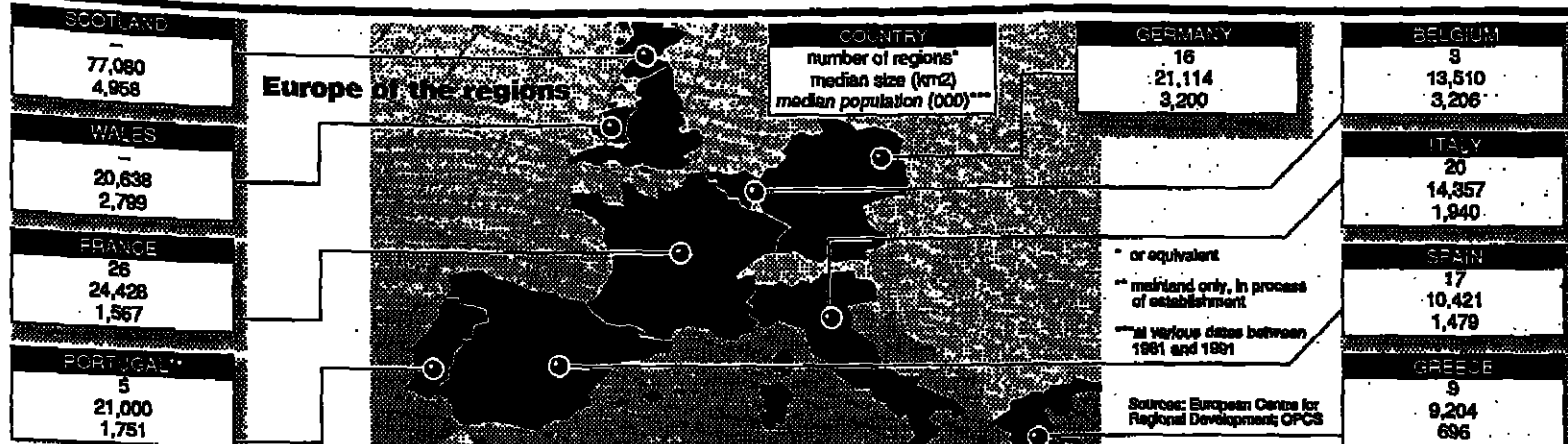 Europe of the regions
COUNTRY
number of regions*
median size (km2)
median population (000)***
SCOTLAND
–
77,080
4,958
WALES
–
20,638
2,799
FRANCE
26
24,428
1,567
PORTUGAL**
5
21,000
1,751
GERMANY
16
21,114
3,200
BELGIUM
3
13,510
3,206
ITALY
20
14,357
1,940
SPAIN
17
10,421
1,479
GREECE
9
9,204
696
* or equivalent
** mainland only, in process
of establishment
***at various dates between
1981 and 1991
Sources: European Centre for
Regional Development; OPCS